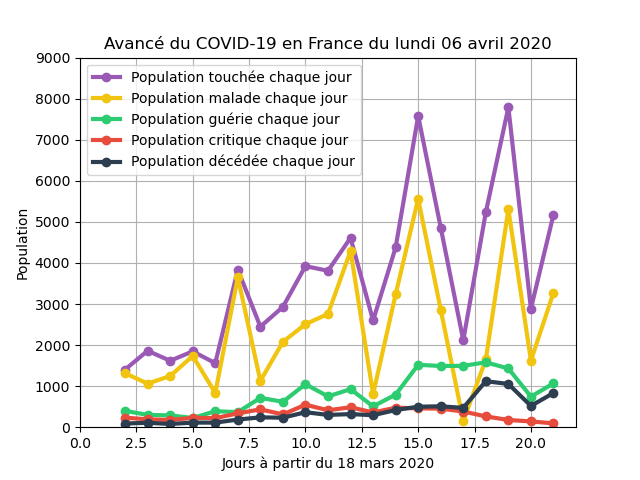 Avancé du COVID-19 en France du lundi 06 avril 2020
Population touchée chaque jour
Population malade chaque jour
Population guérie chaque jour
Population critique chaque jour
Population décédée chaque jour
9000
8000
7000
6000
5000
4000
3000
2000
1000
0
Population
0.0 2.5 5.0 7.5 10.0 12.5 15.0 17.5 20.0
Jours à partir du 18 mars 2020